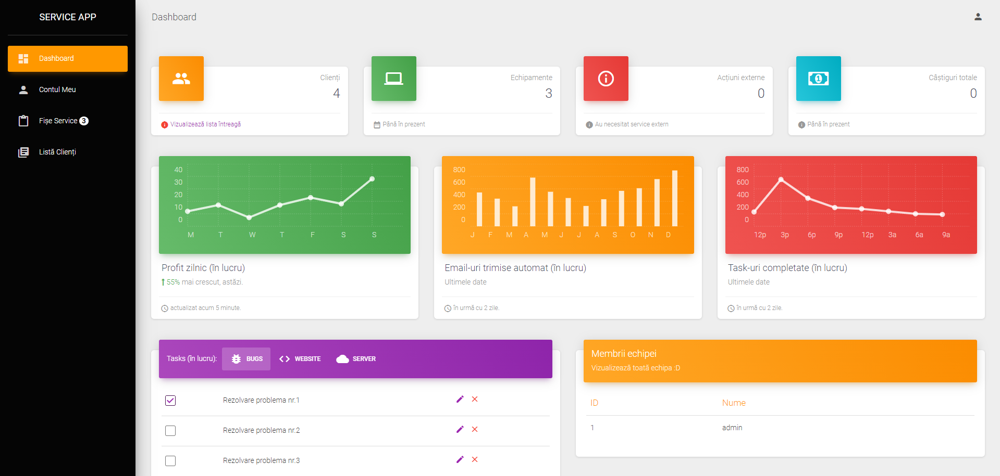 SERVICE APP
Dashboard
Contul Meu
Fișe Service 3
Listă Clienți
Dashboard
Clienți
4
Vizualizează lista întreagă
Echipamente
3
Până în prezent
Acțiuni externe
0
Au necesitat service extern
Câștiguri totale
0
Până în prezent
40
30
20
10
0
M T W T F S S
Profit zilnic (în lucru)
55% mai crescut, astăzi.
actualizat acum 5 minute.
800
600
400
200
0
J F M A M J J A S O N D
Email-uri trimise automat (în lucru)
Ultimele date
în urmă cu 2 zile.
800
600
400
200
0
12p 3p 6p 9p 12p 3a 6a 9a
Task-uri completate (în lucru)
Ultimele date
în urmă cu 2 zile.
Tasks (în lucru): BUGS WEBSITE SERVER
Rezolvare problema nr.1
Rezolvare problema nr.2
Rezolvare problema nr.3
Membrii echipei
Vizualizează toată echipa :D
ID Nume
1 admin